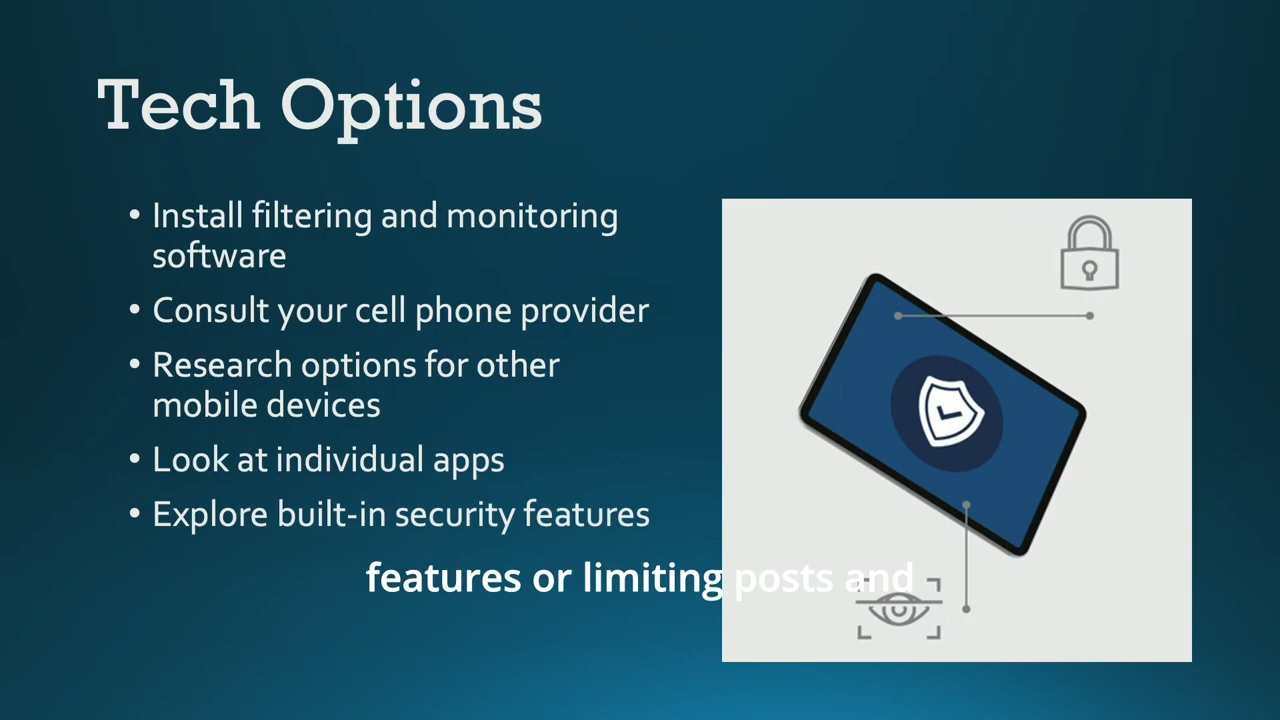 Tech Options
• Install filtering and monitoring
software
• Consult your cell phone provider
• Research options for other
mobile devices
• Look at individual apps
• Explore built-in security features
features or limiting posts and